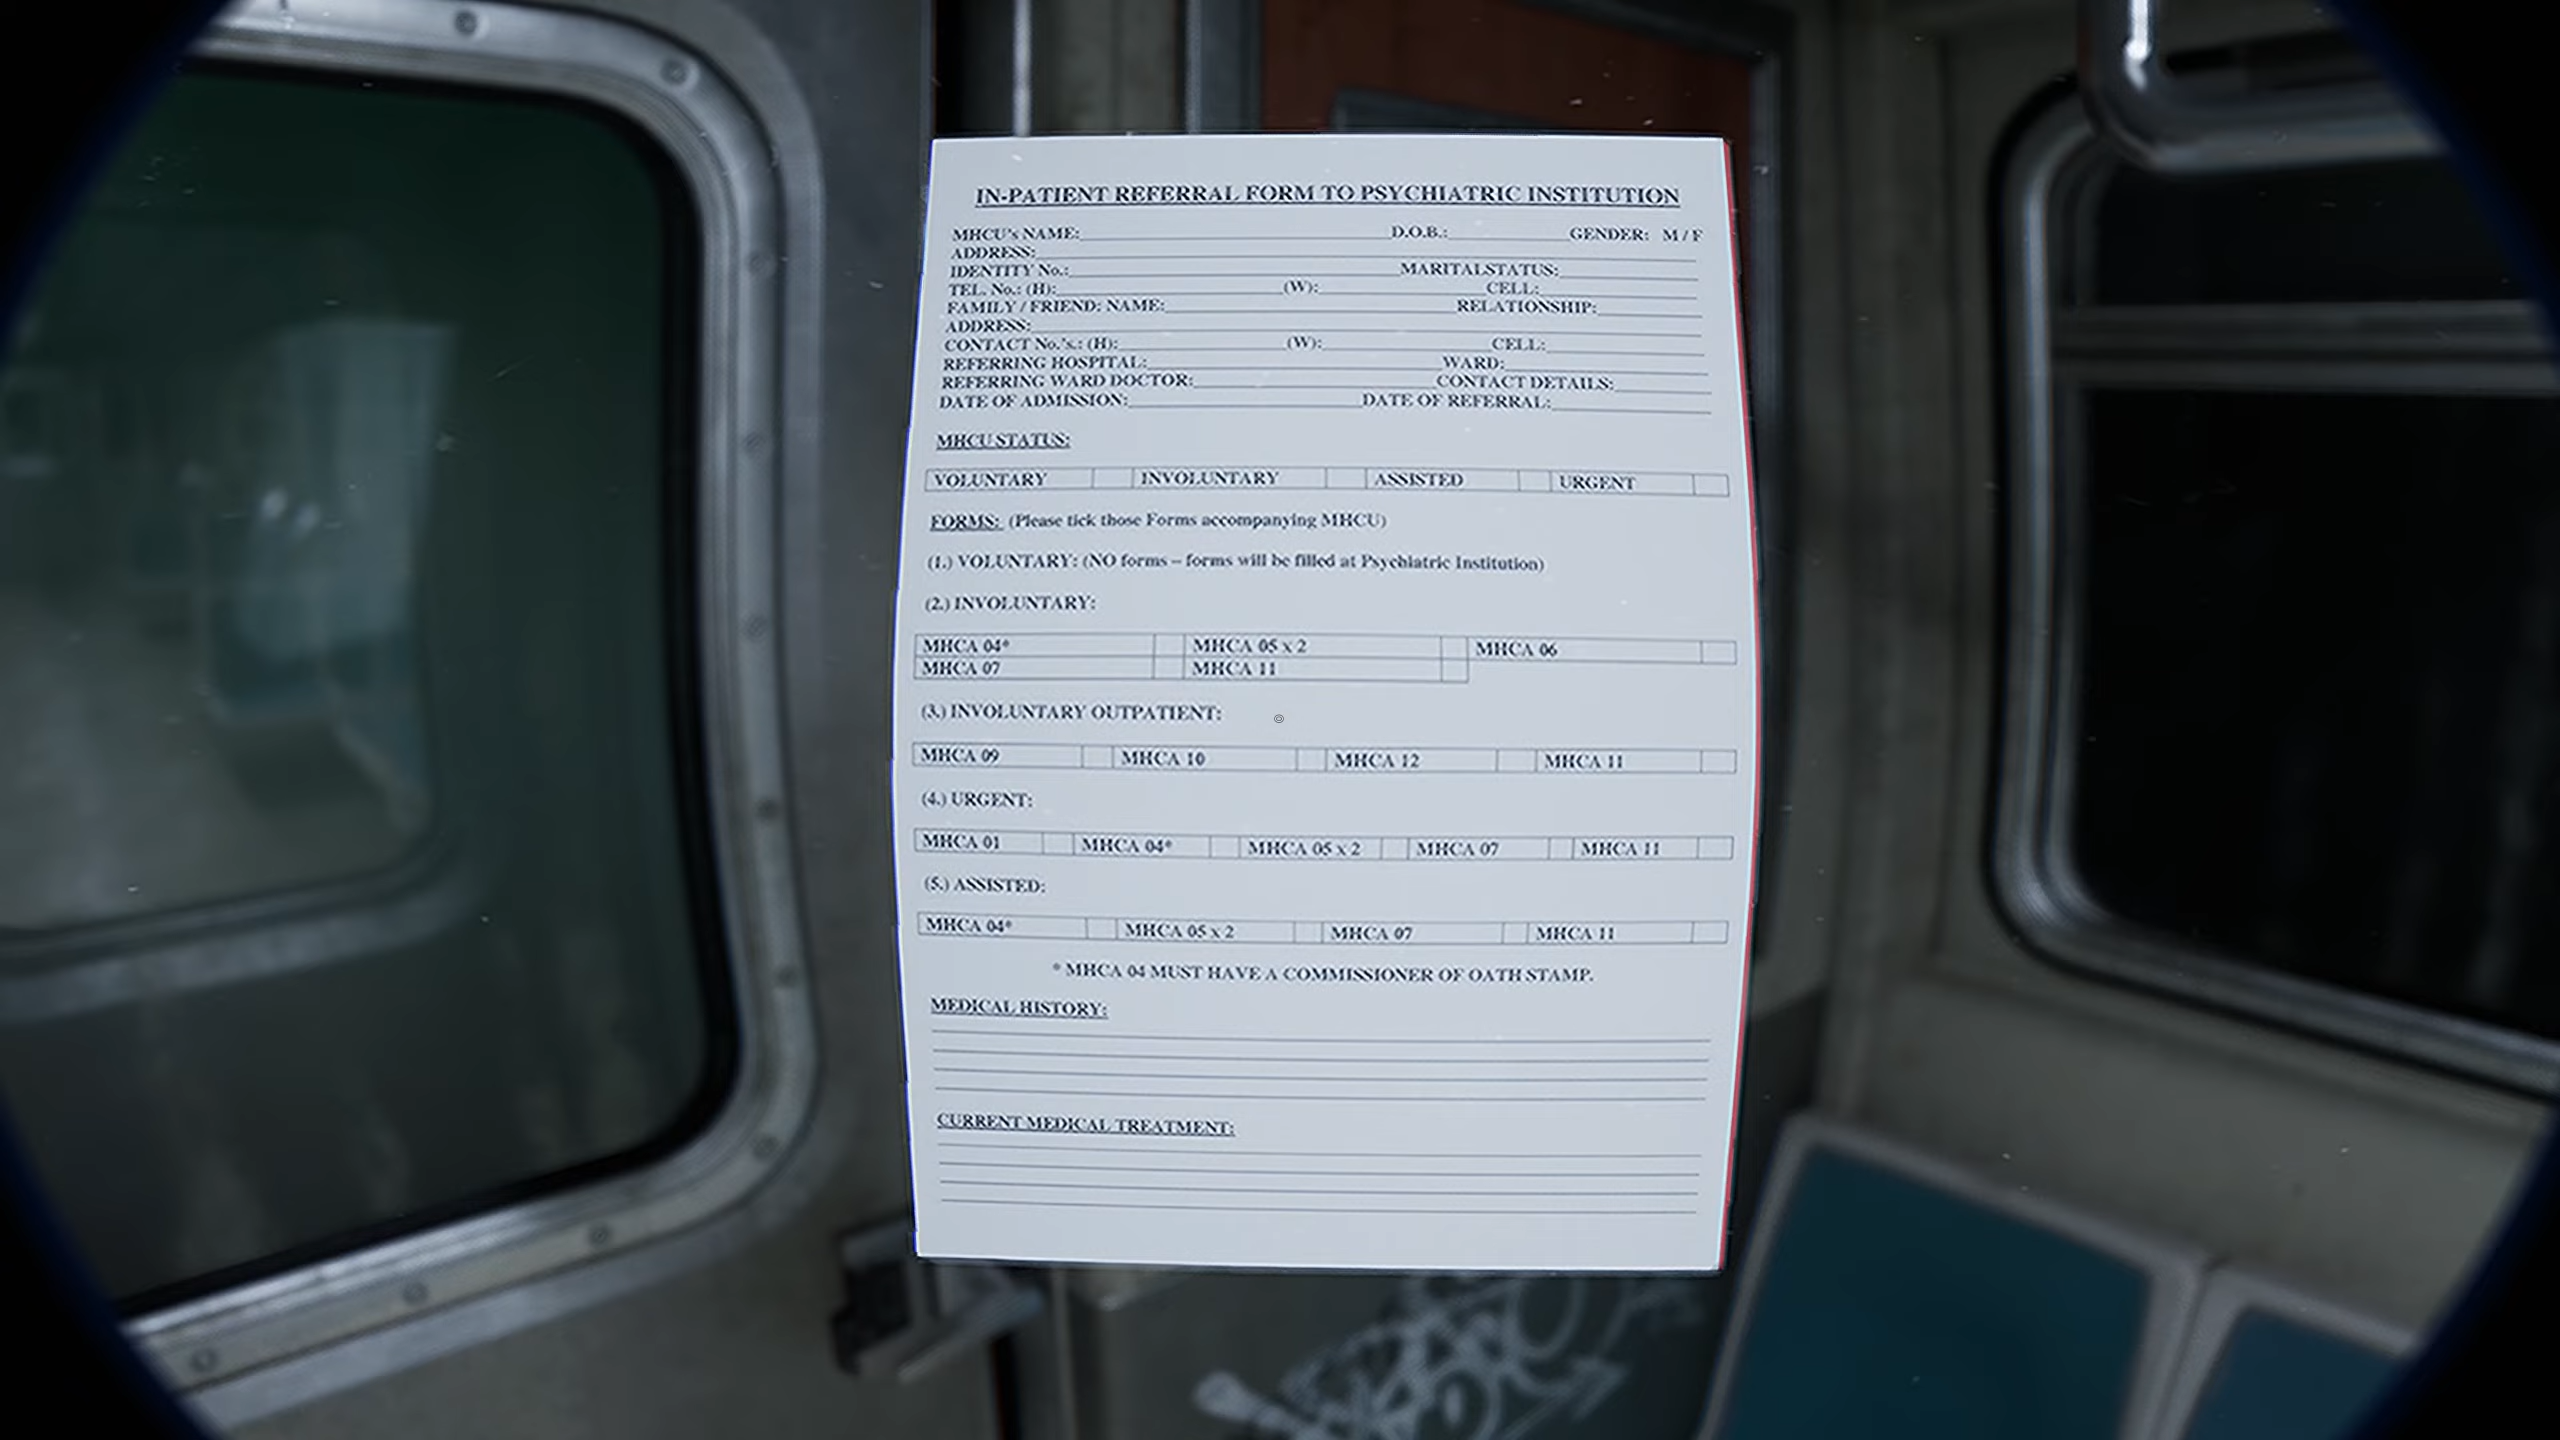 IN-PATIENT REFERRAL FORM TO PSYCHIATRIC INSTITUTION
MHCU's NAME: D.O.B.: GENDER: M / F
ADDRESS:
IDENTITY No.: MARITALSTATUS:
TEL. No.: (H): (W): CELL:
FAMILY / FRIEND: NAME: RELATIONSHIP:
ADDRESS:
CONTACT No.'s.: (H): (W): CELL:
REFERRING HOSPITAL: WARD:
REFERRING WARD DOCTOR: CONTACT DETAILS:
DATE OF ADMISSION: DATE OF REFERRAL:
MHCU STATUS:
VOLUNTARY INVOLUNTARY ASSISTED URGENT
FORMS: (Please tick those Forms accompanying MHCU)
(1.) VOLUNTARY: (NO forms – forms will be filled at Psychiatric Institution)
(2.) INVOLUNTARY:
MHCA 04* MHCA 05 x 2 MHCA 06
MHCA 07 MHCA 11
(3.) INVOLUNTARY OUTPATIENT:
MHCA 09 MHCA 10 MHCA 12 MHCA 11
(4.) URGENT:
MHCA 01 MHCA 04* MHCA 05 x 2 MHCA 07 MHCA 11
(5.) ASSISTED:
MHCA 04* MHCA 05 x 2 MHCA 07 MHCA 11
* MHCA 04 MUST HAVE A COMMISSIONER OF OATH STAMP.
MEDICAL HISTORY:
CURRENT MEDICAL TREATMENT: